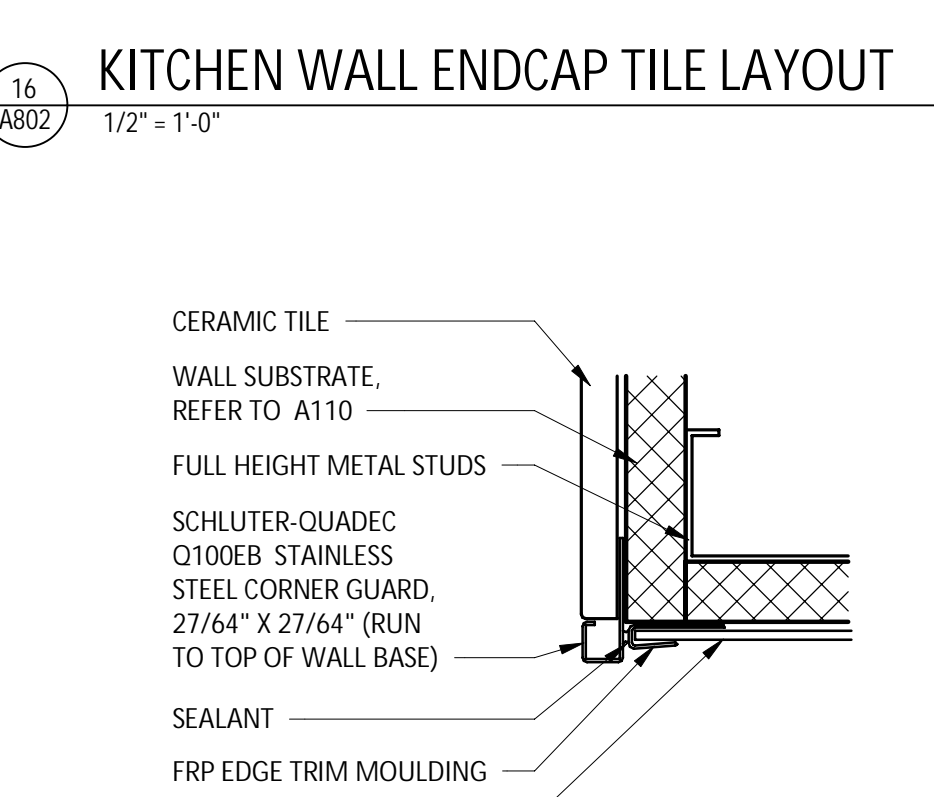 16
A802
KITCHEN WALL ENDCAP TILE LAYOUT
1/2" = 1'-0"
CERAMIC TILE
WALL SUBSTRATE,
REFER TO A110
FULL HEIGHT METAL STUDS
SCHLUTER-QUADEC
Q100EB STAINLESS
STEEL CORNER GUARD,
27/64" X 27/64" (RUN
TO TOP OF WALL BASE)
SEALANT
FRP EDGE TRIM MOULDING